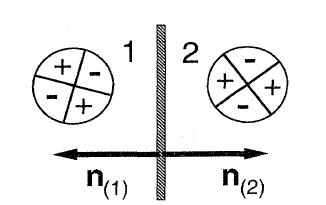 1 2
+ - - +
- + + -
n(1) n(2)